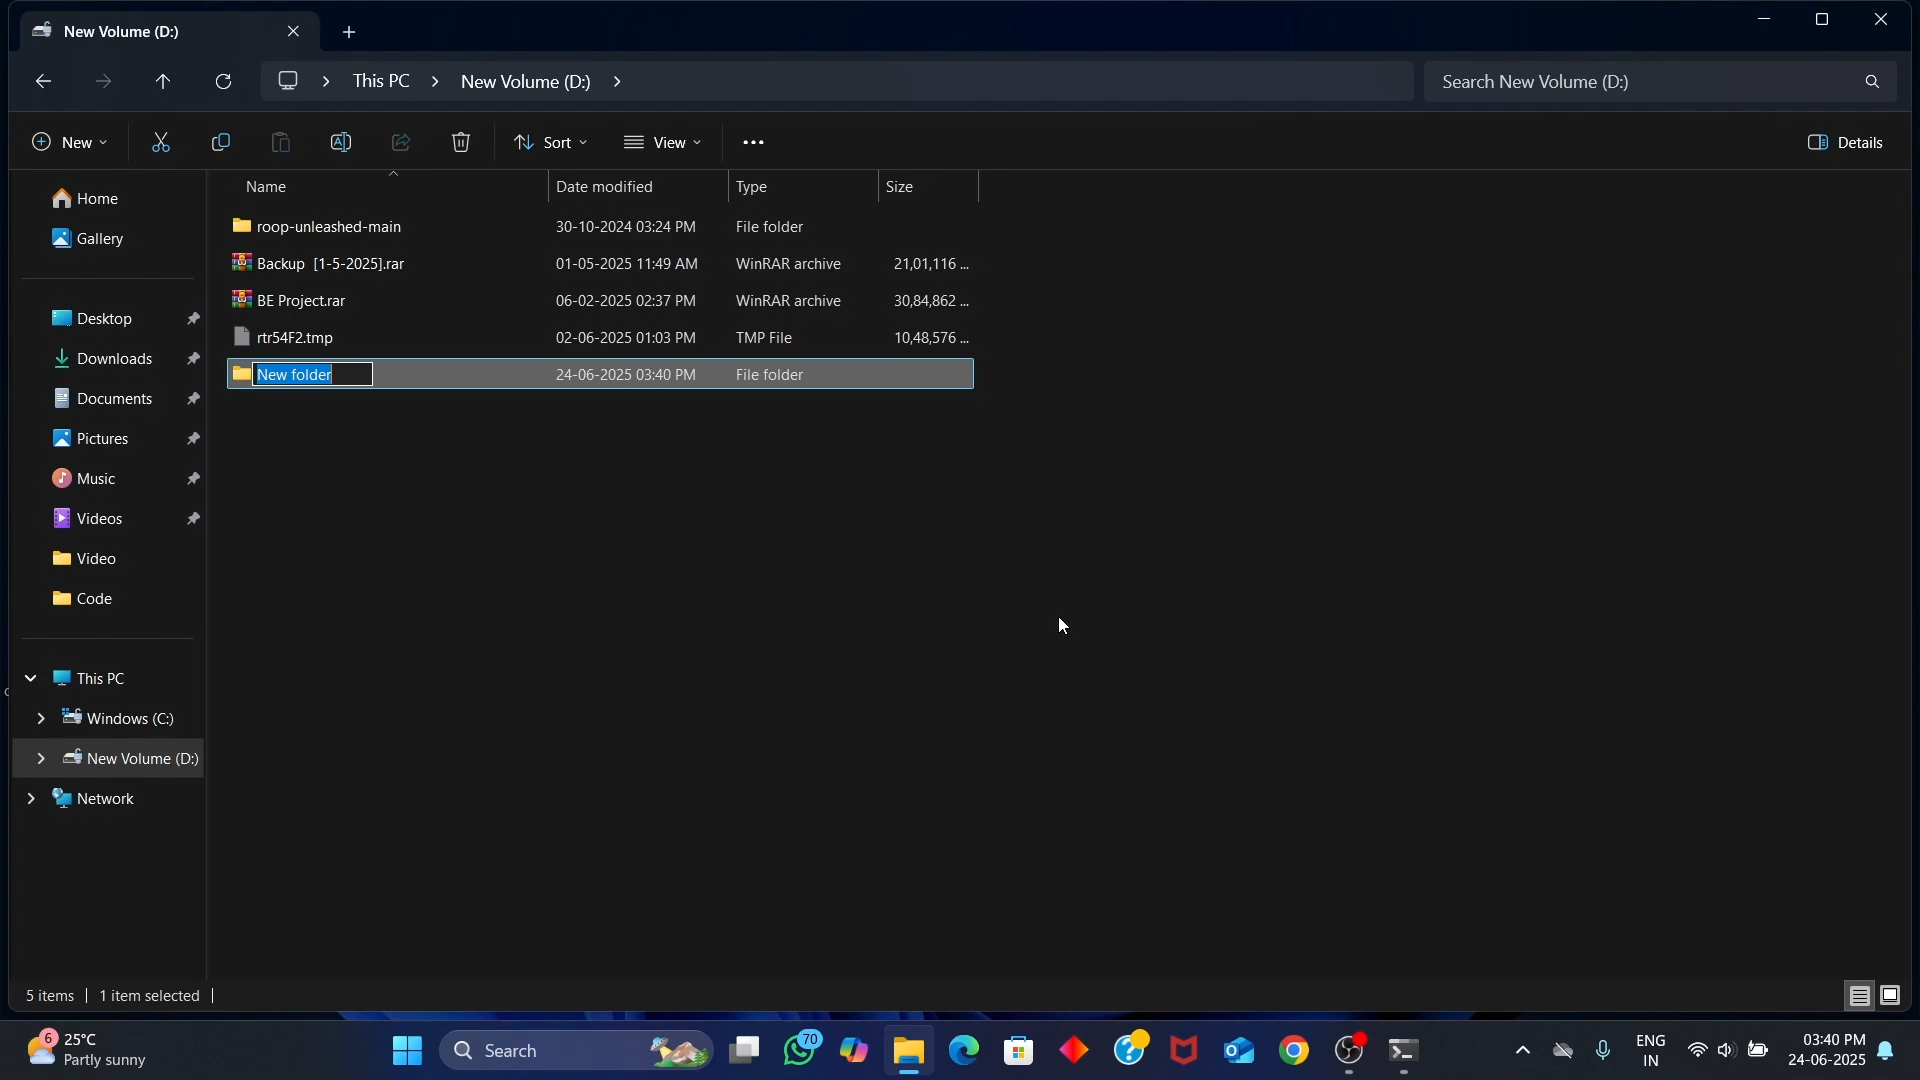 New Volume (D:)
This PC
New Volume (D:)
Search New Volume (D:)
New
Sort
View
Details
Name
Date modified
Type
Size
Home
Gallery
Desktop
Downloads
Documents
Pictures
Music
Videos
Video
Code
This PC
Windows (C:)
New Volume (D:)
Network
roop-unleashed-main 30-10-2024 03:24 PM File folder
Backup [1-5-2025].rar 01-05-2025 11:49 AM WinRAR archive 21,01,116 ...
BE Project.rar 06-02-2025 02:37 PM WinRAR archive 30,84,862 ...
rtr54F2.tmp 02-06-2025 01:03 PM TMP File 10,48,576 ...
New folder 24-06-2025 03:40 PM File folder
5 items
1 item selected
6
25°C
Partly sunny
Search
70
ENG
IN
03:40 PM
24-06-2025